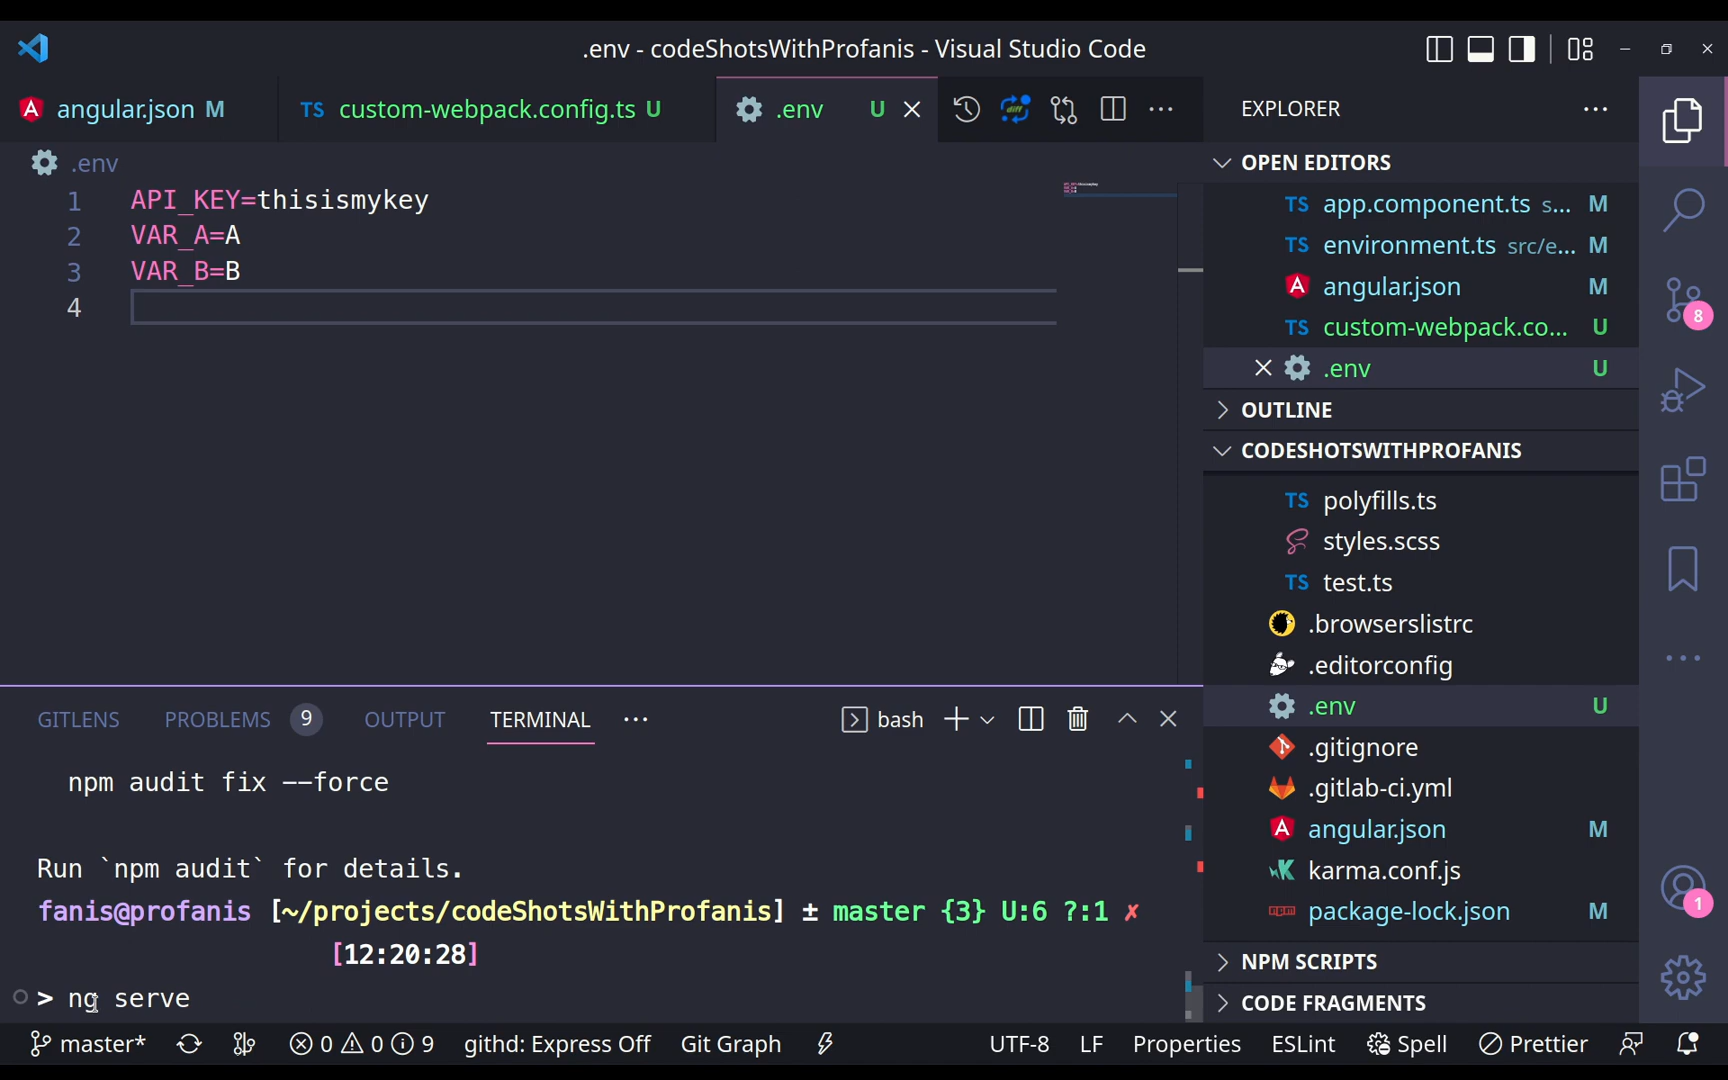 .env - codeShotsWithProfanis - Visual Studio Code
angular.json M
TS custom-webpack.config.ts U
.env U
.env
1 API_KEY=thisismykey
2 VAR_A=A
3 VAR_B=B
4
GITLENS PROBLEMS 9 OUTPUT TERMINAL
bash
npm audit fix --force
Run `npm audit` for details.
fanis@profanis [~/projects/codeShotsWithProfanis] ± master {3} U:6 ?:1 ✗
[12:20:28]
> ng serve
EXPLORER
OPEN EDITORS
TS app.component.ts s... M
TS environment.ts src/e... M
angular.json M
TS custom-webpack.co... U
.env U
OUTLINE
CODESHOTSWITHPROFANIS
TS polyfills.ts
styles.scss
TS test.ts
.browserslistrc
.editorconfig
.env U
.gitignore
.gitlab-ci.yml
angular.json M
karma.conf.js
package-lock.json M
NPM SCRIPTS
CODE FRAGMENTS
8
1
master* 0 0 9 githd: Express Off Git Graph UTF-8 LF Properties ESLint Spell Prettier